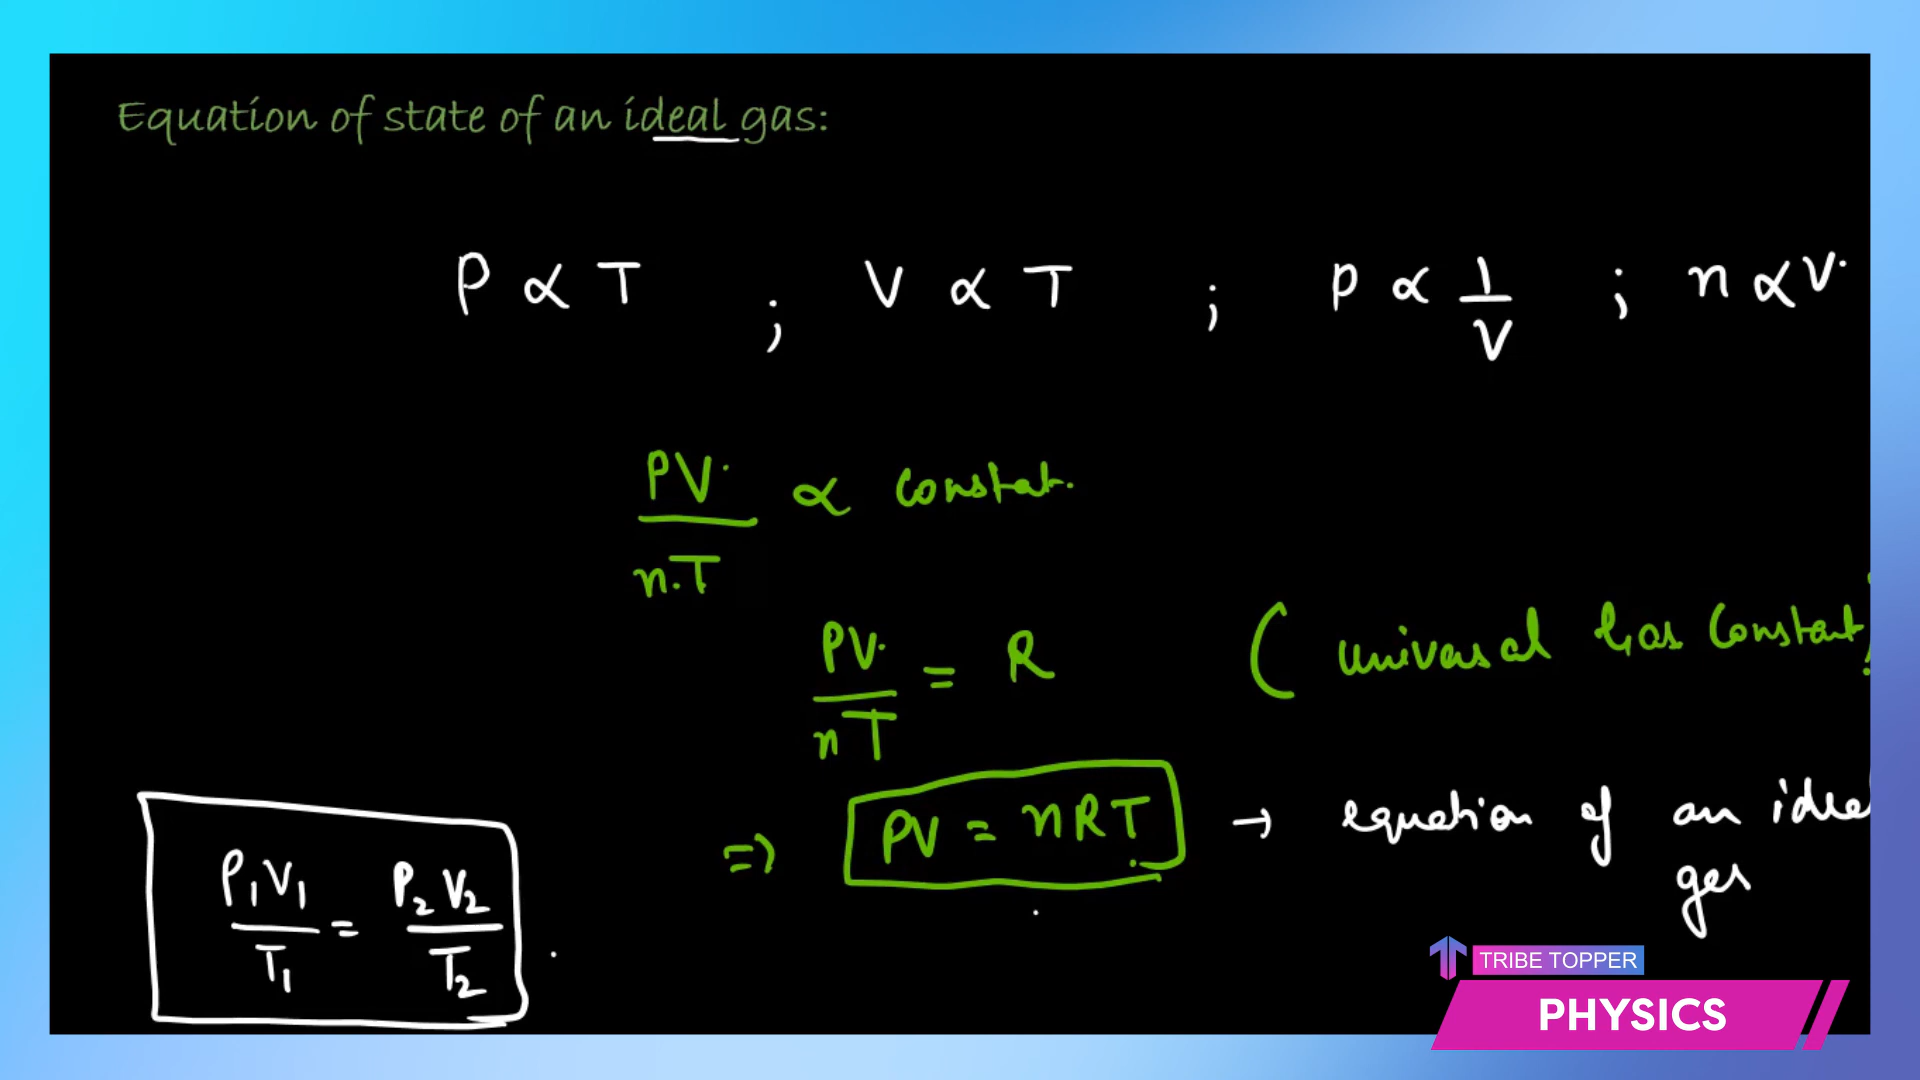 Equation of state of an ideal gas:
P ∝ T ; V ∝ T ; P ∝ 1/V ; n ∝ V.
PV./n.T ∝ constat.
PV./nT = R (universal Gas Constant)
=> PV = nRT. → equation of an ideal
gas
P₁V₁/T₁ = P₂V₂/T₂ .
TRIBE TOPPER
PHYSICS